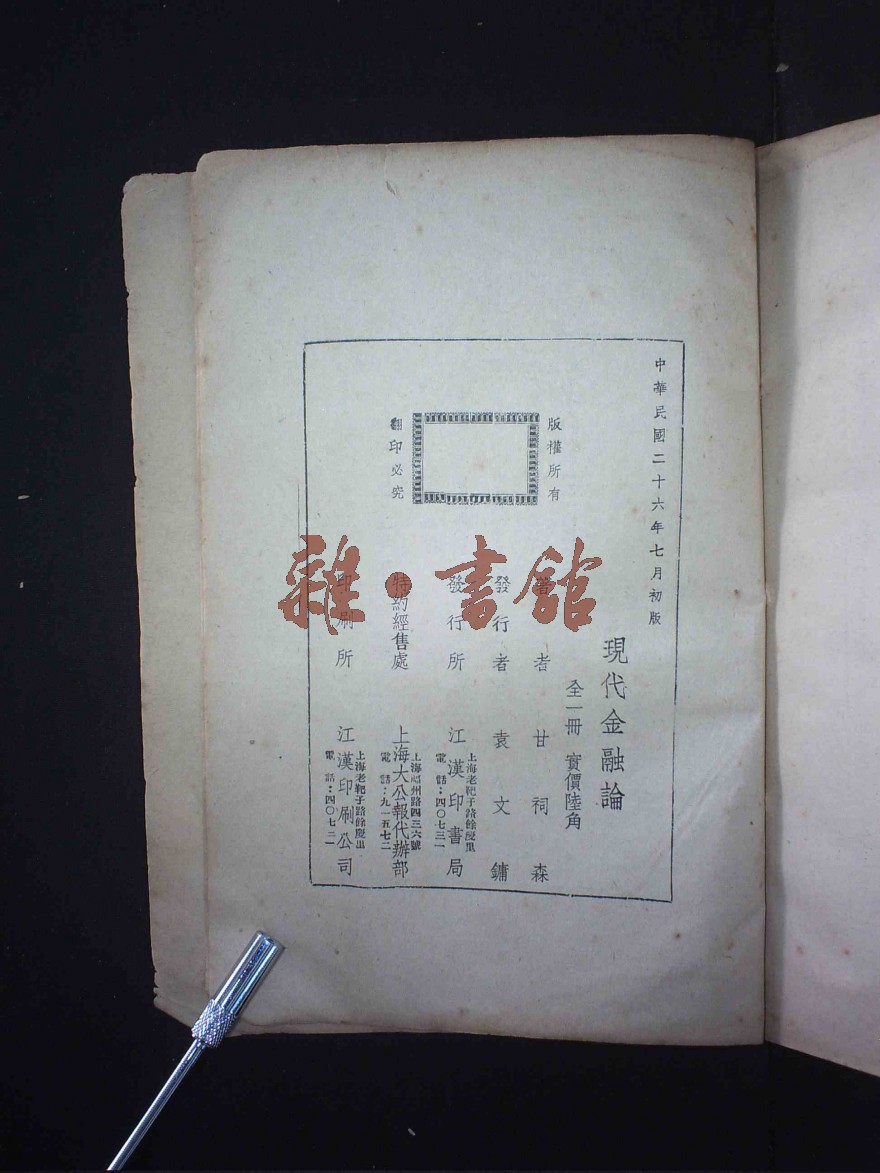 中華民國二十六年七月初版
現代金融論
全一冊 實價陸角
版權所有
翻印必究
著者 甘祠森
發行者 袁文鏞
發行所 江漢印書局
上海老靶子路餘慶里
電話：四〇七三一
特約經售處 上海大公報代辦部
上海福州路四三六號
電話：九一五七二
印刷所 江漢印刷公司
上海老靶子路餘慶里
電話：四〇七三一
雜·書館